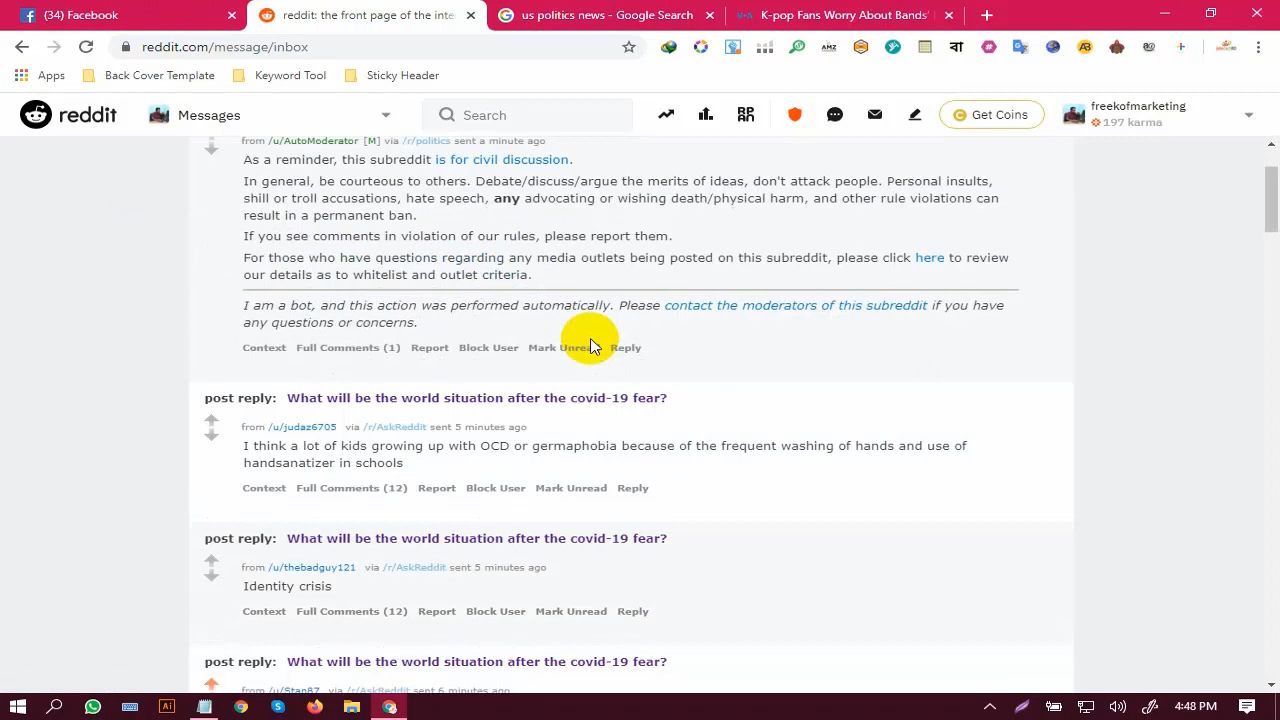 (34) Facebook
reddit: the front page of the inte
us politics news - Google Search
K-pop Fans Worry About Bands'
reddit.com/message/inbox
AMZ
বা
AB
Apps
Back Cover Template
Keyword Tool
Sticky Header
reddit
Messages
Search
Get Coins
freekofmarketing
197 karma
from /u/AutoModerator [M] via /r/politics sent a minute ago
As a reminder, this subreddit is for civil discussion.
In general, be courteous to others. Debate/discuss/argue the merits of ideas, don't attack people. Personal insults,
shill or troll accusations, hate speech, any advocating or wishing death/physical harm, and other rule violations can
result in a permanent ban.
If you see comments in violation of our rules, please report them.
For those who have questions regarding any media outlets being posted on this subreddit, please click here to review
our details as to whitelist and outlet criteria.
I am a bot, and this action was performed automatically. Please contact the moderators of this subreddit if you have
any questions or concerns.
Context Full Comments (1) Report Block User Mark Unread Reply
post reply: What will be the world situation after the covid-19 fear?
from /u/judaz6705 via /r/AskReddit sent 5 minutes ago
I think a lot of kids growing up with OCD or germaphobia because of the frequent washing of hands and use of
handsanatizer in schools
Context Full Comments (12) Report Block User Mark Unread Reply
post reply: What will be the world situation after the covid-19 fear?
from /u/thebadguy121 via /r/AskReddit sent 5 minutes ago
Identity crisis
Context Full Comments (12) Report Block User Mark Unread Reply
post reply: What will be the world situation after the covid-19 fear?
from /u/Stan87 via /r/AskReddit sent 6 minutes ago
Ai
4:48 PM